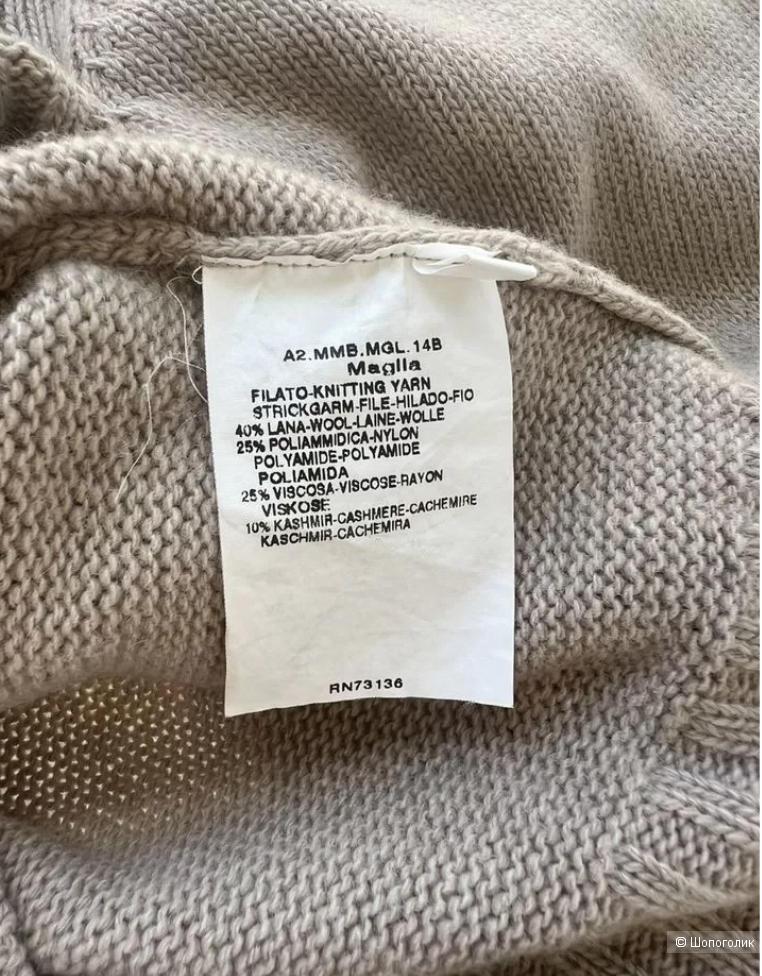 A2.MMB.MGL.14B
Maglia
FILATO-KNITTING YARN
STRICKGARM-FILE-HILADO-FIO
40% LANA-WOOL-LAINE-WOLLE
25% POLIAMMIDICA-NYLON
POLYAMIDE-POLYAMIDE
POLIAMIDA
25% VISCOSA-VISCOSE-RAYON
VISKOSE
10% KASHMIR-CASHMERE-CACHEMIRE
KASCHMIR-CACHEMIRA
RN73136
© Шопоголик